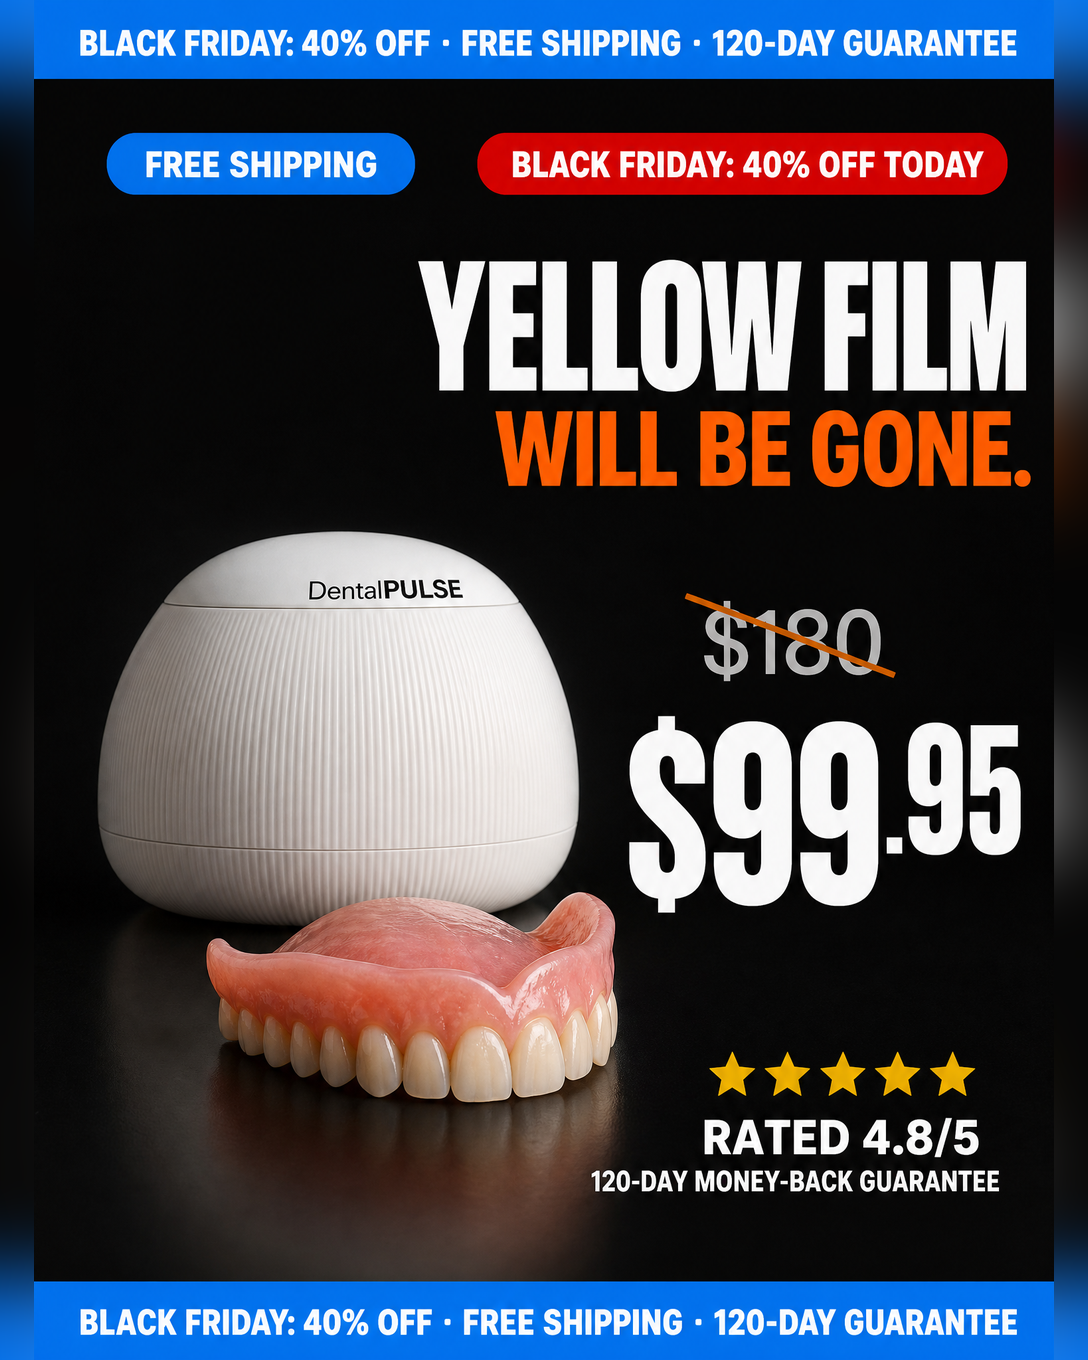 BLACK FRIDAY: 40% OFF · FREE SHIPPING · 120-DAY GUARANTEE
FREE SHIPPING
BLACK FRIDAY: 40% OFF TODAY
YELLOW FILM
WILL BE GONE.
DentalPULSE
$180
$99.95
RATED 4.8/5
120-DAY MONEY-BACK GUARANTEE
BLACK FRIDAY: 40% OFF · FREE SHIPPING · 120-DAY GUARANTEE